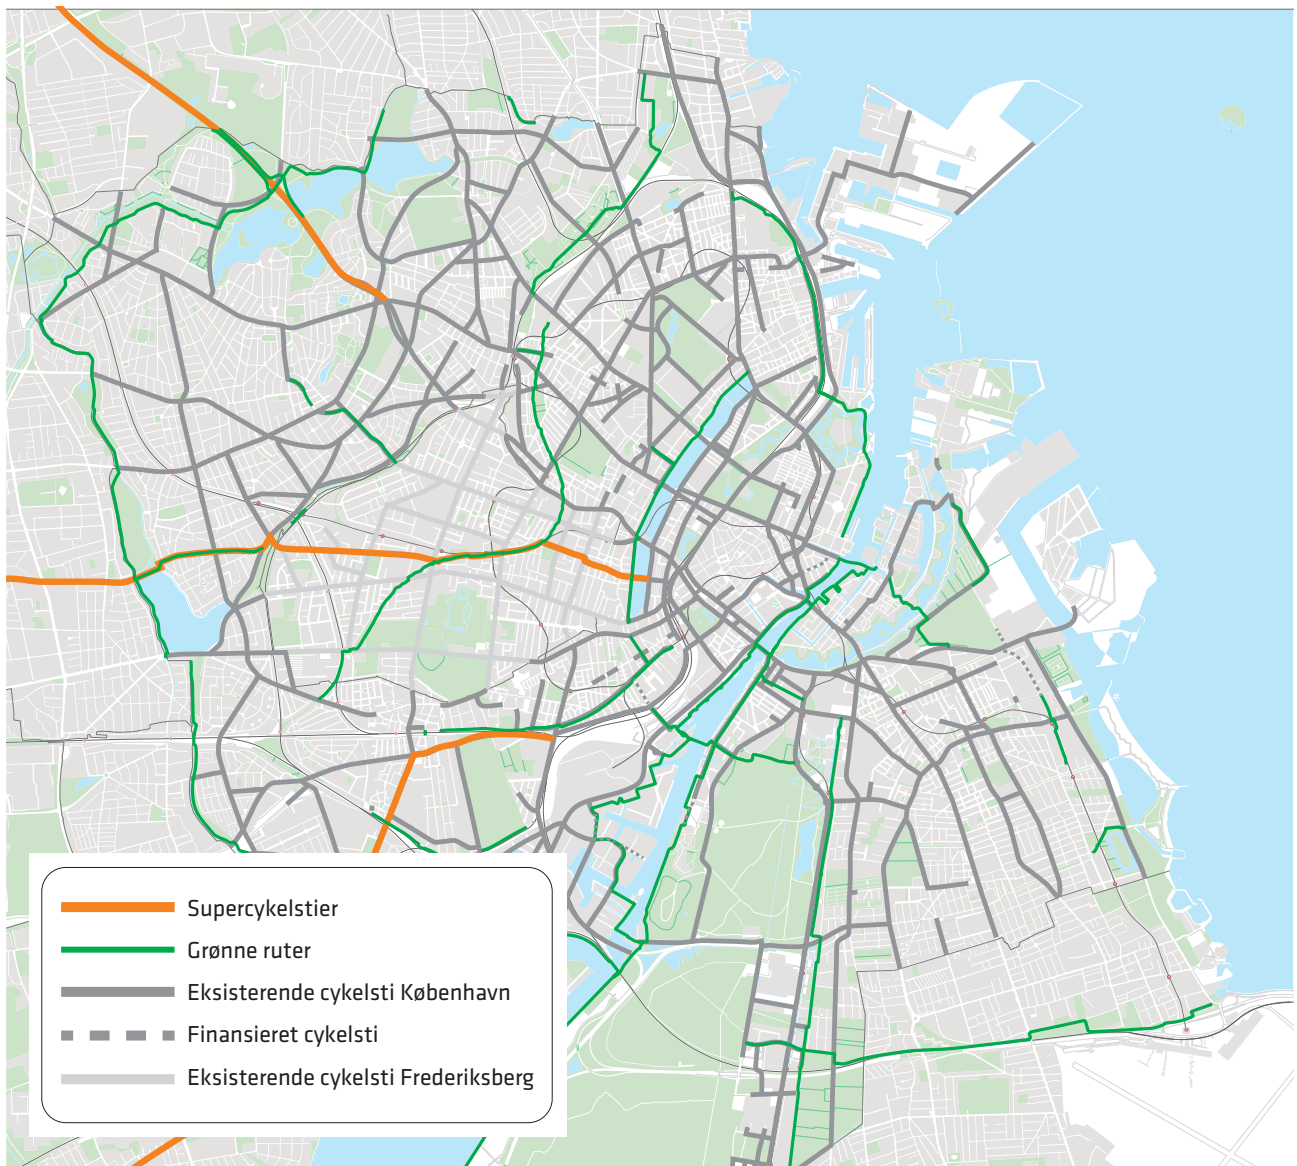 Supercykelstier
Grønne ruter
Eksisterende cykelsti København
Finansieret cykelsti
Eksisterende cykelsti Frederiksberg